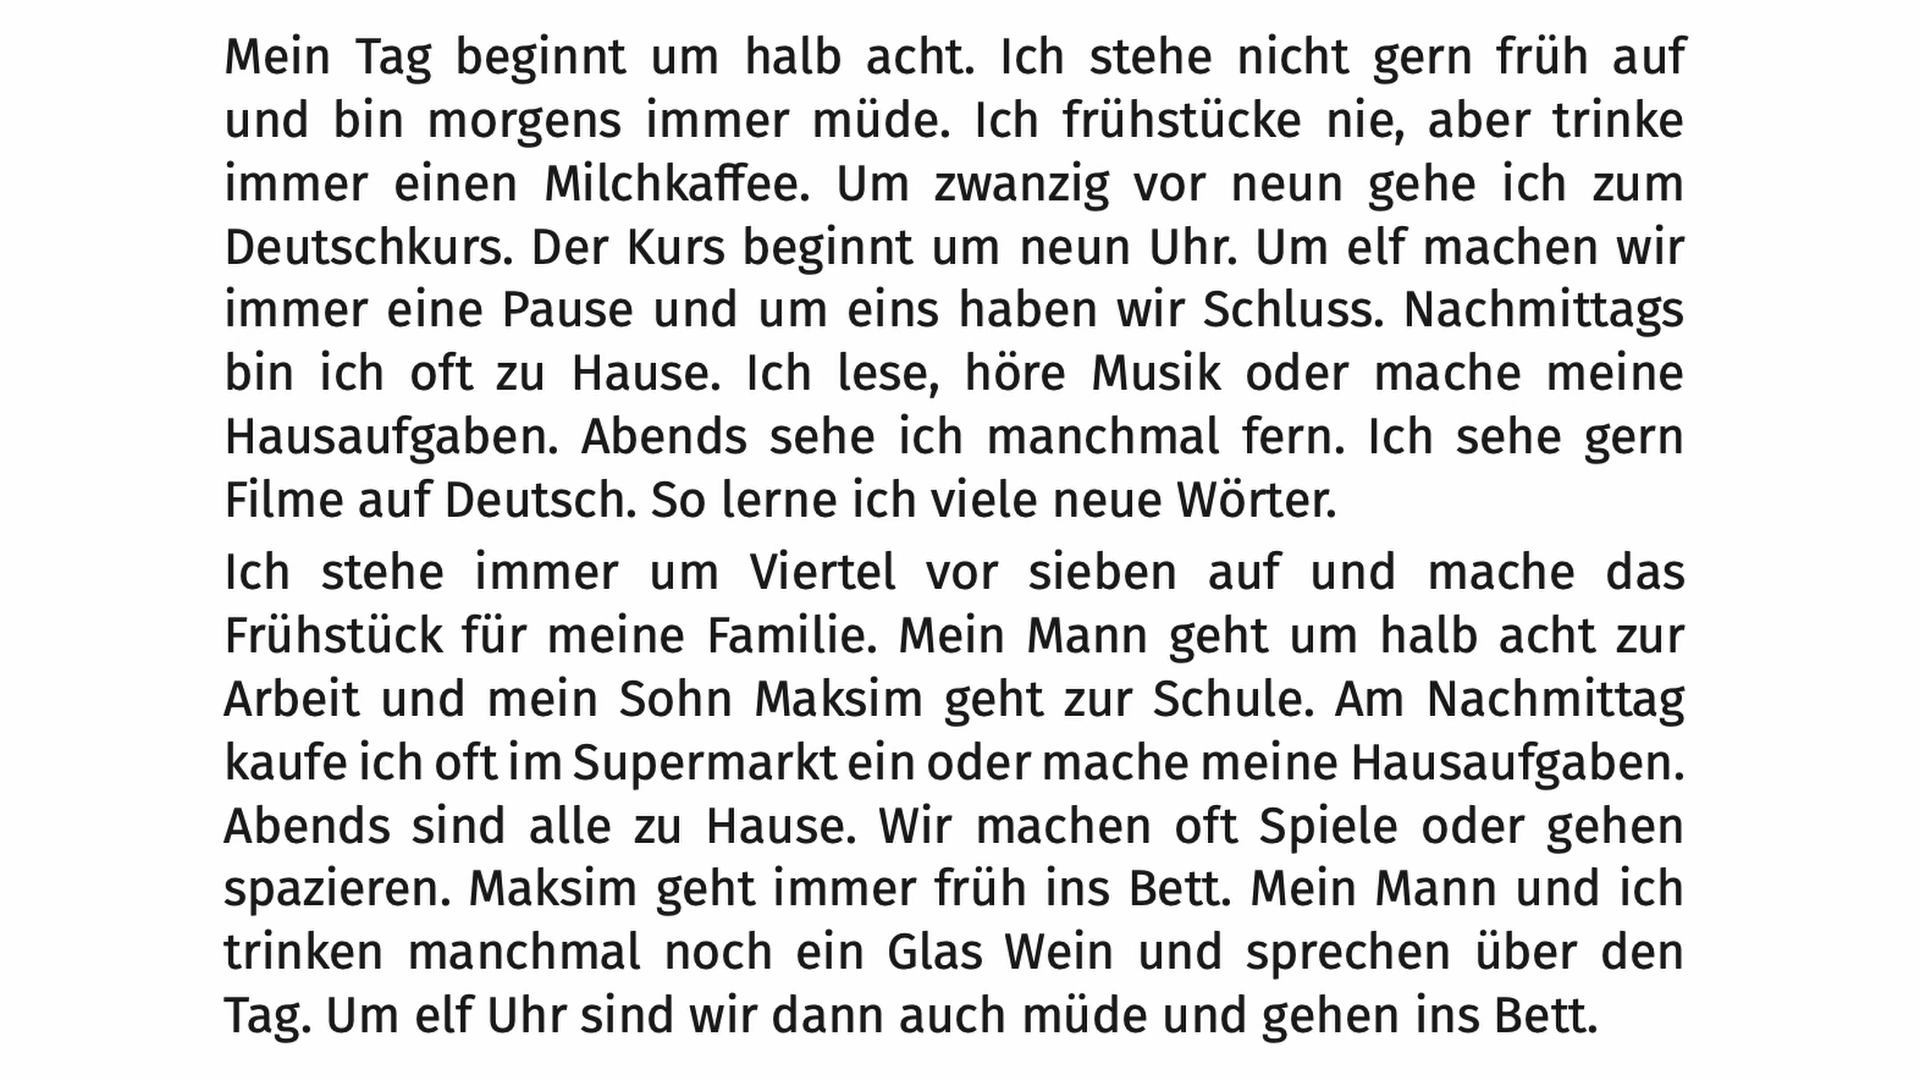 Mein Tag beginnt um halb acht. Ich stehe nicht gern früh auf
und bin morgens immer müde. Ich frühstücke nie, aber trinke
immer einen Milchkaffee. Um zwanzig vor neun gehe ich zum
Deutschkurs. Der Kurs beginnt um neun Uhr. Um elf machen wir
immer eine Pause und um eins haben wir Schluss. Nachmittags
bin ich oft zu Hause. Ich lese, höre Musik oder mache meine
Hausaufgaben. Abends sehe ich manchmal fern. Ich sehe gern
Filme auf Deutsch. So lerne ich viele neue Wörter.
Ich stehe immer um Viertel vor sieben auf und mache das
Frühstück für meine Familie. Mein Mann geht um halb acht zur
Arbeit und mein Sohn Maksim geht zur Schule. Am Nachmittag
kaufe ich oft im Supermarkt ein oder mache meine Hausaufgaben.
Abends sind alle zu Hause. Wir machen oft Spiele oder gehen
spazieren. Maksim geht immer früh ins Bett. Mein Mann und ich
trinken manchmal noch ein Glas Wein und sprechen über den
Tag. Um elf Uhr sind wir dann auch müde und gehen ins Bett.